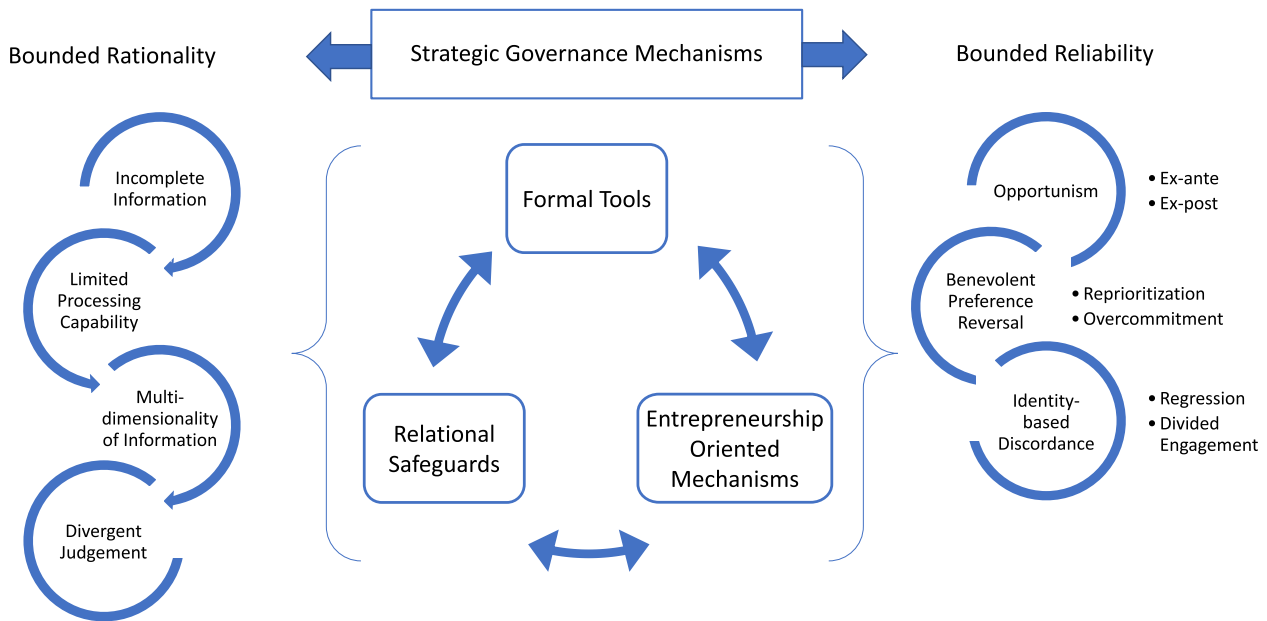 Bounded Rationality
Strategic Governance Mechanisms
Bounded Reliability
Incomplete
Information
Limited
Processing
Capability
Multi-
dimensionality
of Information
Divergent
Judgement
Formal Tools
Relational
Safeguards
Entrepreneurship
Oriented
Mechanisms
Opportunism
• Ex-ante
• Ex-post
Benevolent
Preference
Reversal
• Reprioritization
• Overcommitment
Identity-
based
Discordance
• Regression
• Divided
Engagement